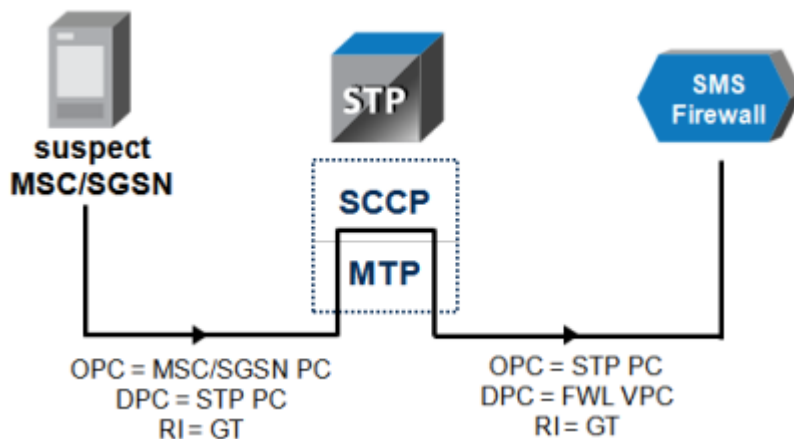 suspect
MSC/SGSN
STP
SMS
Firewall
SCCP
MTP
OPC = MSC/SGSN PC
DPC = STP PC
RI = GT
OPC = STP PC
DPC = FWL VPC
RI = GT